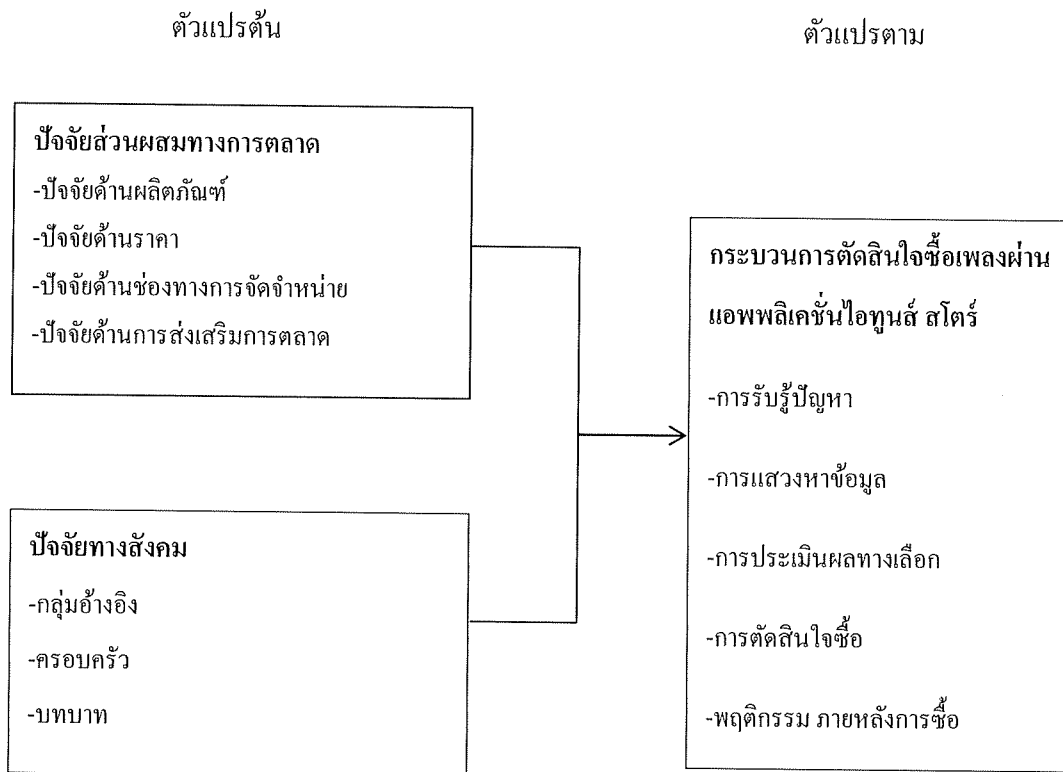 ตัวแปรต้น
ตัวแปรตาม
ปัจจัยส่วนผสมทางการตลาด
-ปัจจัยด้านผลิตภัณฑ์
-ปัจจัยด้านราคา
-ปัจจัยด้านช่องทางการจัดจำหน่าย
-ปัจจัยด้านการส่งเสริมการตลาด
ปัจจัยทางสังคม
-กลุ่มอ้างอิง
-ครอบครัว
-บทบาท
กระบวนการตัดสินใจซื้อเพลงผ่าน
แอพพลิเคชั่นไอทูนส์ สโตร์
-การรับรู้ปัญหา
-การแสวงหาข้อมูล
-การประเมินผลทางเลือก
-การตัดสินใจซื้อ
-พฤติกรรม ภายหลังการซื้อ